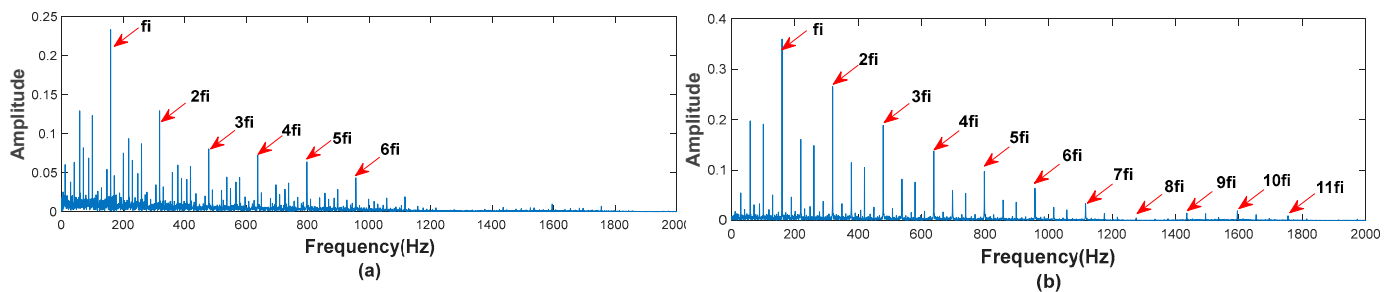 0.25
0.2
0.15
0.1
0.05
0
Amplitude
fi
2fi
3fi
4fi
5fi
6fi
0 200 400 600 800 1000 1200 1400 1600 1800 2000
Frequency(Hz)
(a)
0.4
0.3
0.2
0.1
0
Amplitude
fi
2fi
3fi
4fi
5fi
6fi
7fi
8fi
9fi
10fi
11fi
0 200 400 600 800 1000 1200 1400 1600 1800 2000
Frequency(Hz)
(b)